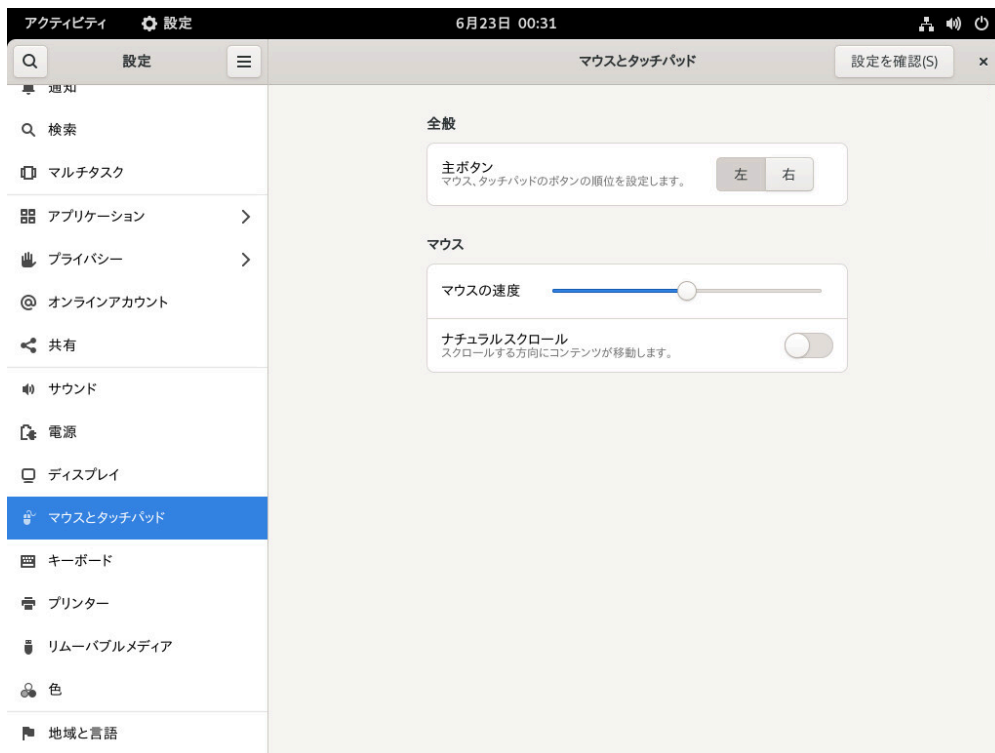 アクティビティ
設定
6月23日 00:31
設定
マウスとタッチパッド
設定を確認(S)
通知
検索
マルチタスク
アプリケーション
プライバシー
オンラインアカウント
共有
サウンド
電源
ディスプレイ
マウスとタッチパッド
キーボード
プリンター
リムーバブルメディア
色
地域と言語
全般
主ボタン
マウス、タッチパッドのボタンの順位を設定します。
左
右
マウス
マウスの速度
ナチュラルスクロール
スクロールする方向にコンテンツが移動します。